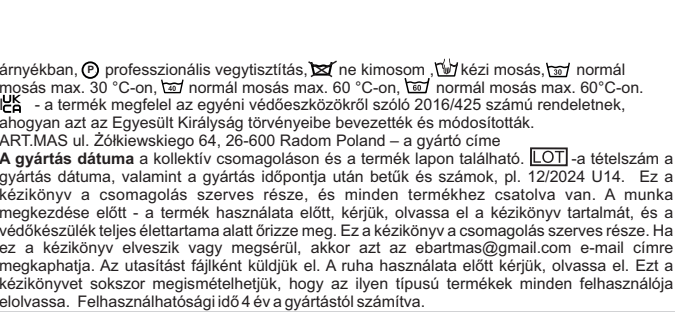 árnyékban, Ⓟ professzionális vegytisztítás, ne kimosom , kézi mosás, 30 normál
mosás max. 30 °C-on, 40 normál mosás max. 60 °C-on, 60 normál mosás max. 60°C-on.
UK CA - a termék megfelel az egyéni védőeszközökről szóló 2016/425 számú rendeletnek,
ahogyan azt az Egyesült Királyság törvényeibe bevezették és módosították.
ART.MAS ul. Żółkiewskiego 64, 26-600 Radom Poland – a gyártó címe
A gyártás dátuma a kollektív csomagoláson és a termék lapon található. LOT -a tételszám a
gyártás dátuma, valamint a gyártás időpontja után betűk és számok, pl. 12/2024 U14. Ez a
kézikönyv a csomagolás szerves része, és minden termékhez csatolva van. A munka
megkezdése előtt - a termék használata előtt, kérjük, olvassa el a kézikönyv tartalmát, és a
védőkészülék teljes élettartama alatt őrizze meg. Ez a kézikönyv a csomagolás szerves része. Ha
ez a kézikönyv elveszik vagy megsérül, akkor azt az ebartmas@gmail.com e-mail címre
megkaphatja. Az utasítást fájlként küldjük el. A ruha használata előtt kérjük, olvassa el. Ezt a
kézikönyvet sokszor megismételhetjük, hogy az ilyen típusú termékek minden felhasználója
elolvassa. Felhasználhatósági idő 4 év a gyártástól számítva.